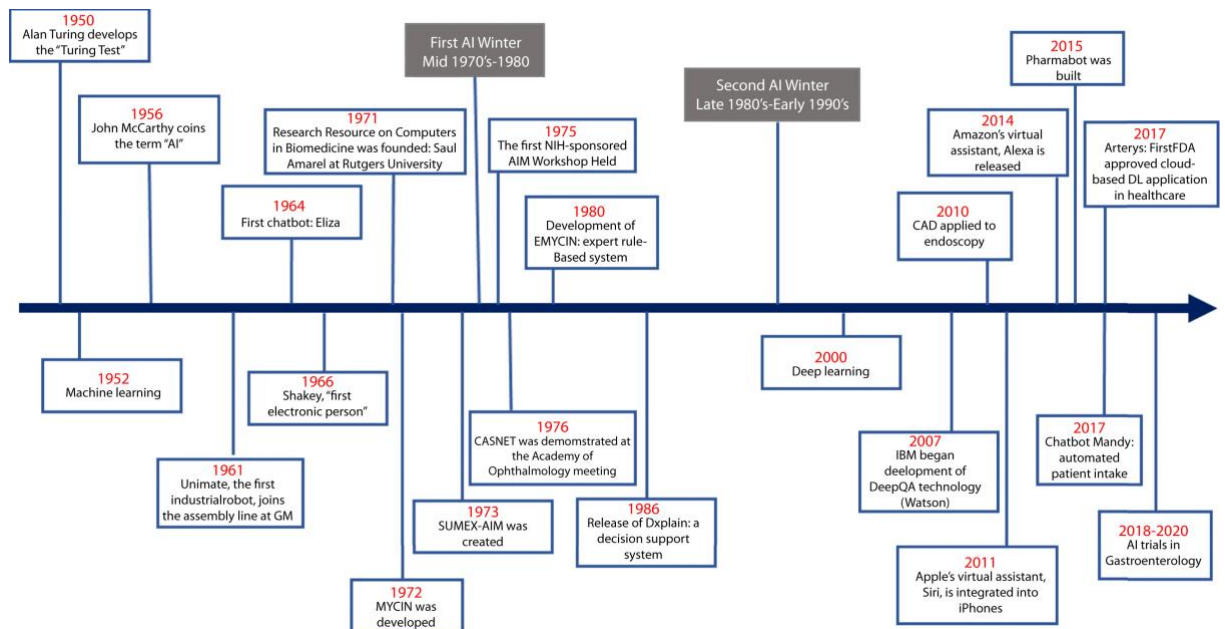 1950
Alan Turing develops
the “Turing Test”
1956
John McCarthy coins
the term “AI”
1964
First chatbot: Eliza
1971
Research Resource on Computers
in Biomedicine was founded: Saul
Amarel at Rutgers University
First AI Winter
Mid 1970’s-1980
1975
The first NIH-sponsored
AIM Workshop Held
1980
Development of
EMYCIN: expert rule-
Based system
Second AI Winter
Late 1980’s-Early 1990’s
2010
CAD applied to
endoscopy
2014
Amazon’s virtual
assistant, Alexa is
released
2015
Pharmabot was
built
2017
Arterys: FirstFDA
approved cloud-
based DL application
in healthcare
1952
Machine learning
1961
Unimate, the first
industrialrobot, joins
the assembly line at GM
1966
Shakey, “first
electronic person”
1972
MYCIN was
developed
1973
SUMEX-AIM was
created
1976
CASNET was demomstrated at
the Academy of
Ophthalmology meeting
1986
Release of Dxplain: a
decision support
system
2000
Deep learning
2007
IBM began
deelopment of
DeepQA technology
(Watson)
2011
Apple’s virtual assistant,
Siri, is integrated into
iPhones
2017
Chatbot Mandy:
automated
patient intake
2018-2020
AI trials in
Gastroenterology